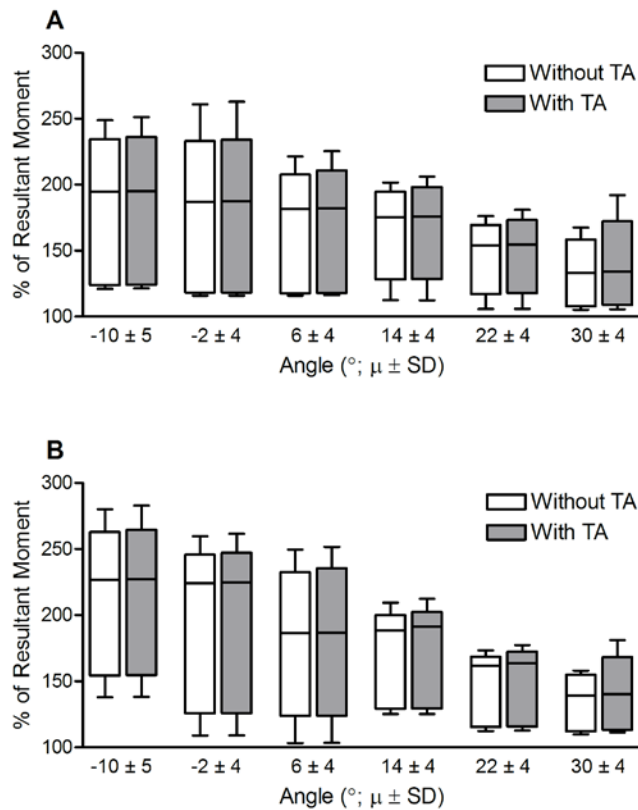 A
300
250
200
150
100
% of Resultant Moment
Without TA
With TA
-10 ± 5 -2 ± 4 6 ± 4 14 ± 4 22 ± 4 30 ± 4
Angle (°; μ ± SD)
B
300
250
200
150
100
% of Resultant Moment
Without TA
With TA
-10 ± 5 -2 ± 4 6 ± 4 14 ± 4 22 ± 4 30 ± 4
Angle (°; μ ± SD)